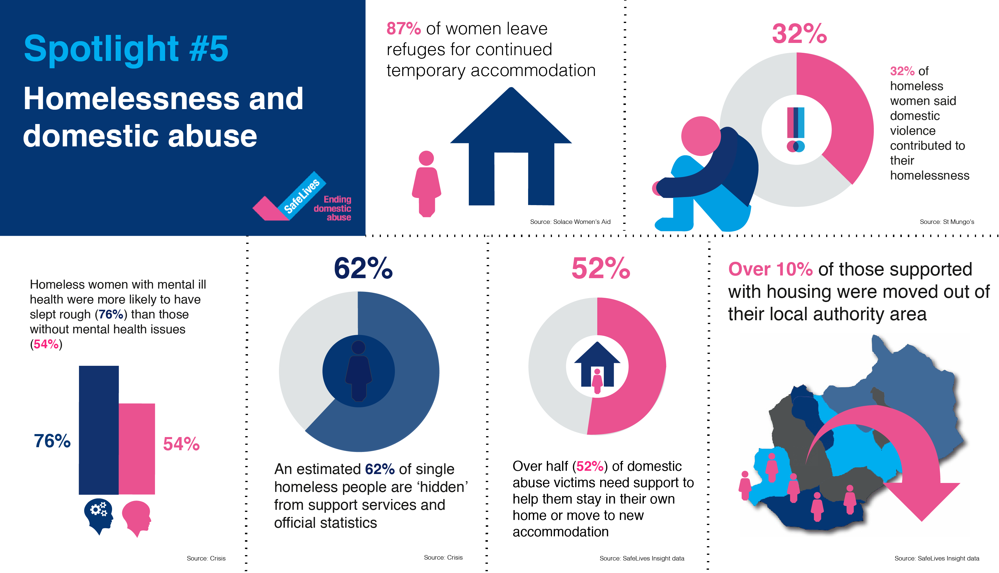 Spotlight #5
Homelessness and
domestic abuse
SafeLives
Ending
domestic
abuse
87% of women leave
refuges for continued
temporary accommodation
Source: Solace Women's Aid
32%
32% of
homeless
women said
domestic
violence
contributed to
their
homelessness
Source: St Mungo's
Homeless women with mental ill
health were more likely to have
slept rough (76%) than those
without mental health issues
(54%)
76%
54%
Source: Crisis
62%
An estimated 62% of single
homeless people are ‘hidden’
from support services and
official statistics
Source: Crisis
52%
Over half (52%) of domestic
abuse victims need support to
help them stay in their own
home or move to new
accommodation
Source: SafeLives Insight data
Over 10% of those supported
with housing were moved out of
their local authority area
Source: SafeLives Insight data